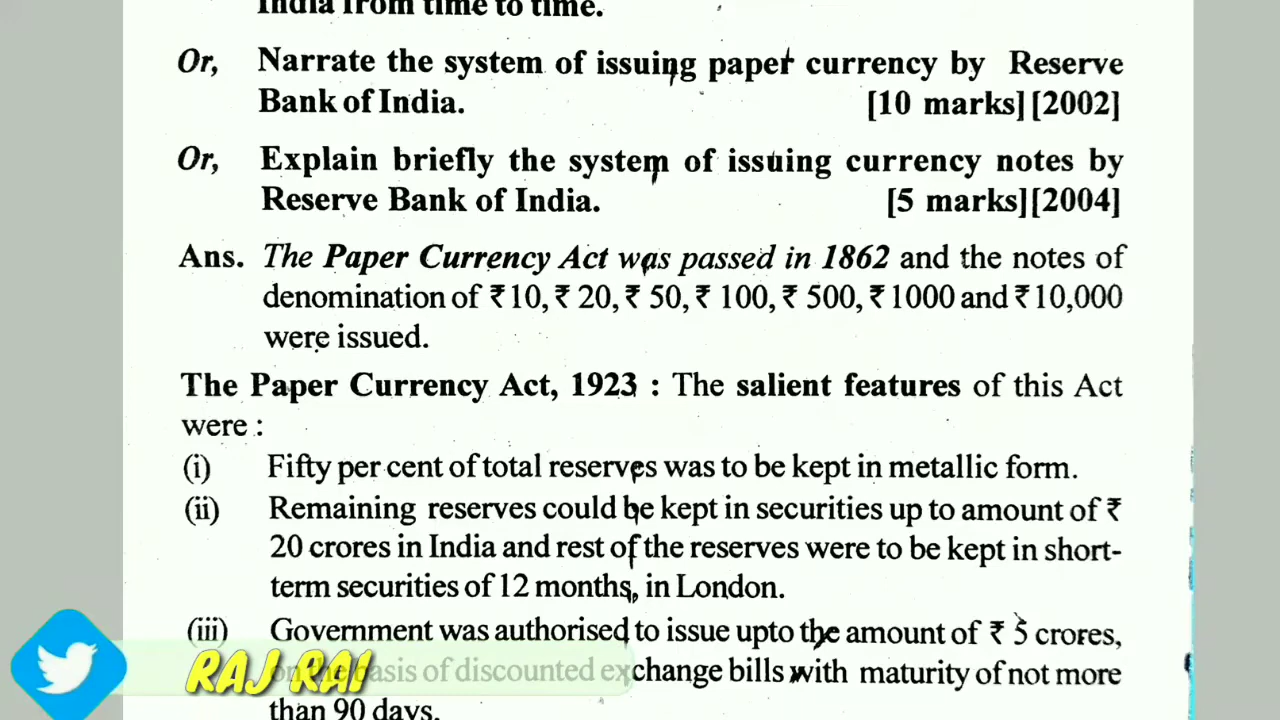 India from time to time.
Or, Narrate the system of issuing paper currency by Reserve
Bank of India. [10 marks] [2002]
Or, Explain briefly the system of issuing currency notes by
Reserve Bank of India. [5 marks][2004]
Ans. The Paper Currency Act was passed in 1862 and the notes of
denomination of ₹ 10, ₹ 20, ₹ 50, ₹ 100, ₹ 500, ₹ 1000 and ₹ 10,000
were issued.
The Paper Currency Act, 1923 : The salient features of this Act
were :
(i) Fifty per cent of total reserves was to be kept in metallic form.
(ii) Remaining reserves could be kept in securities up to amount of ₹
20 crores in India and rest of the reserves were to be kept in short-
term securities of 12 months, in London.
(iii) Government was authorised to issue upto the amount of ₹ 5 crores,
on the basis of discounted exchange bills with maturity of not more
than 90 days.
RAJ RAI